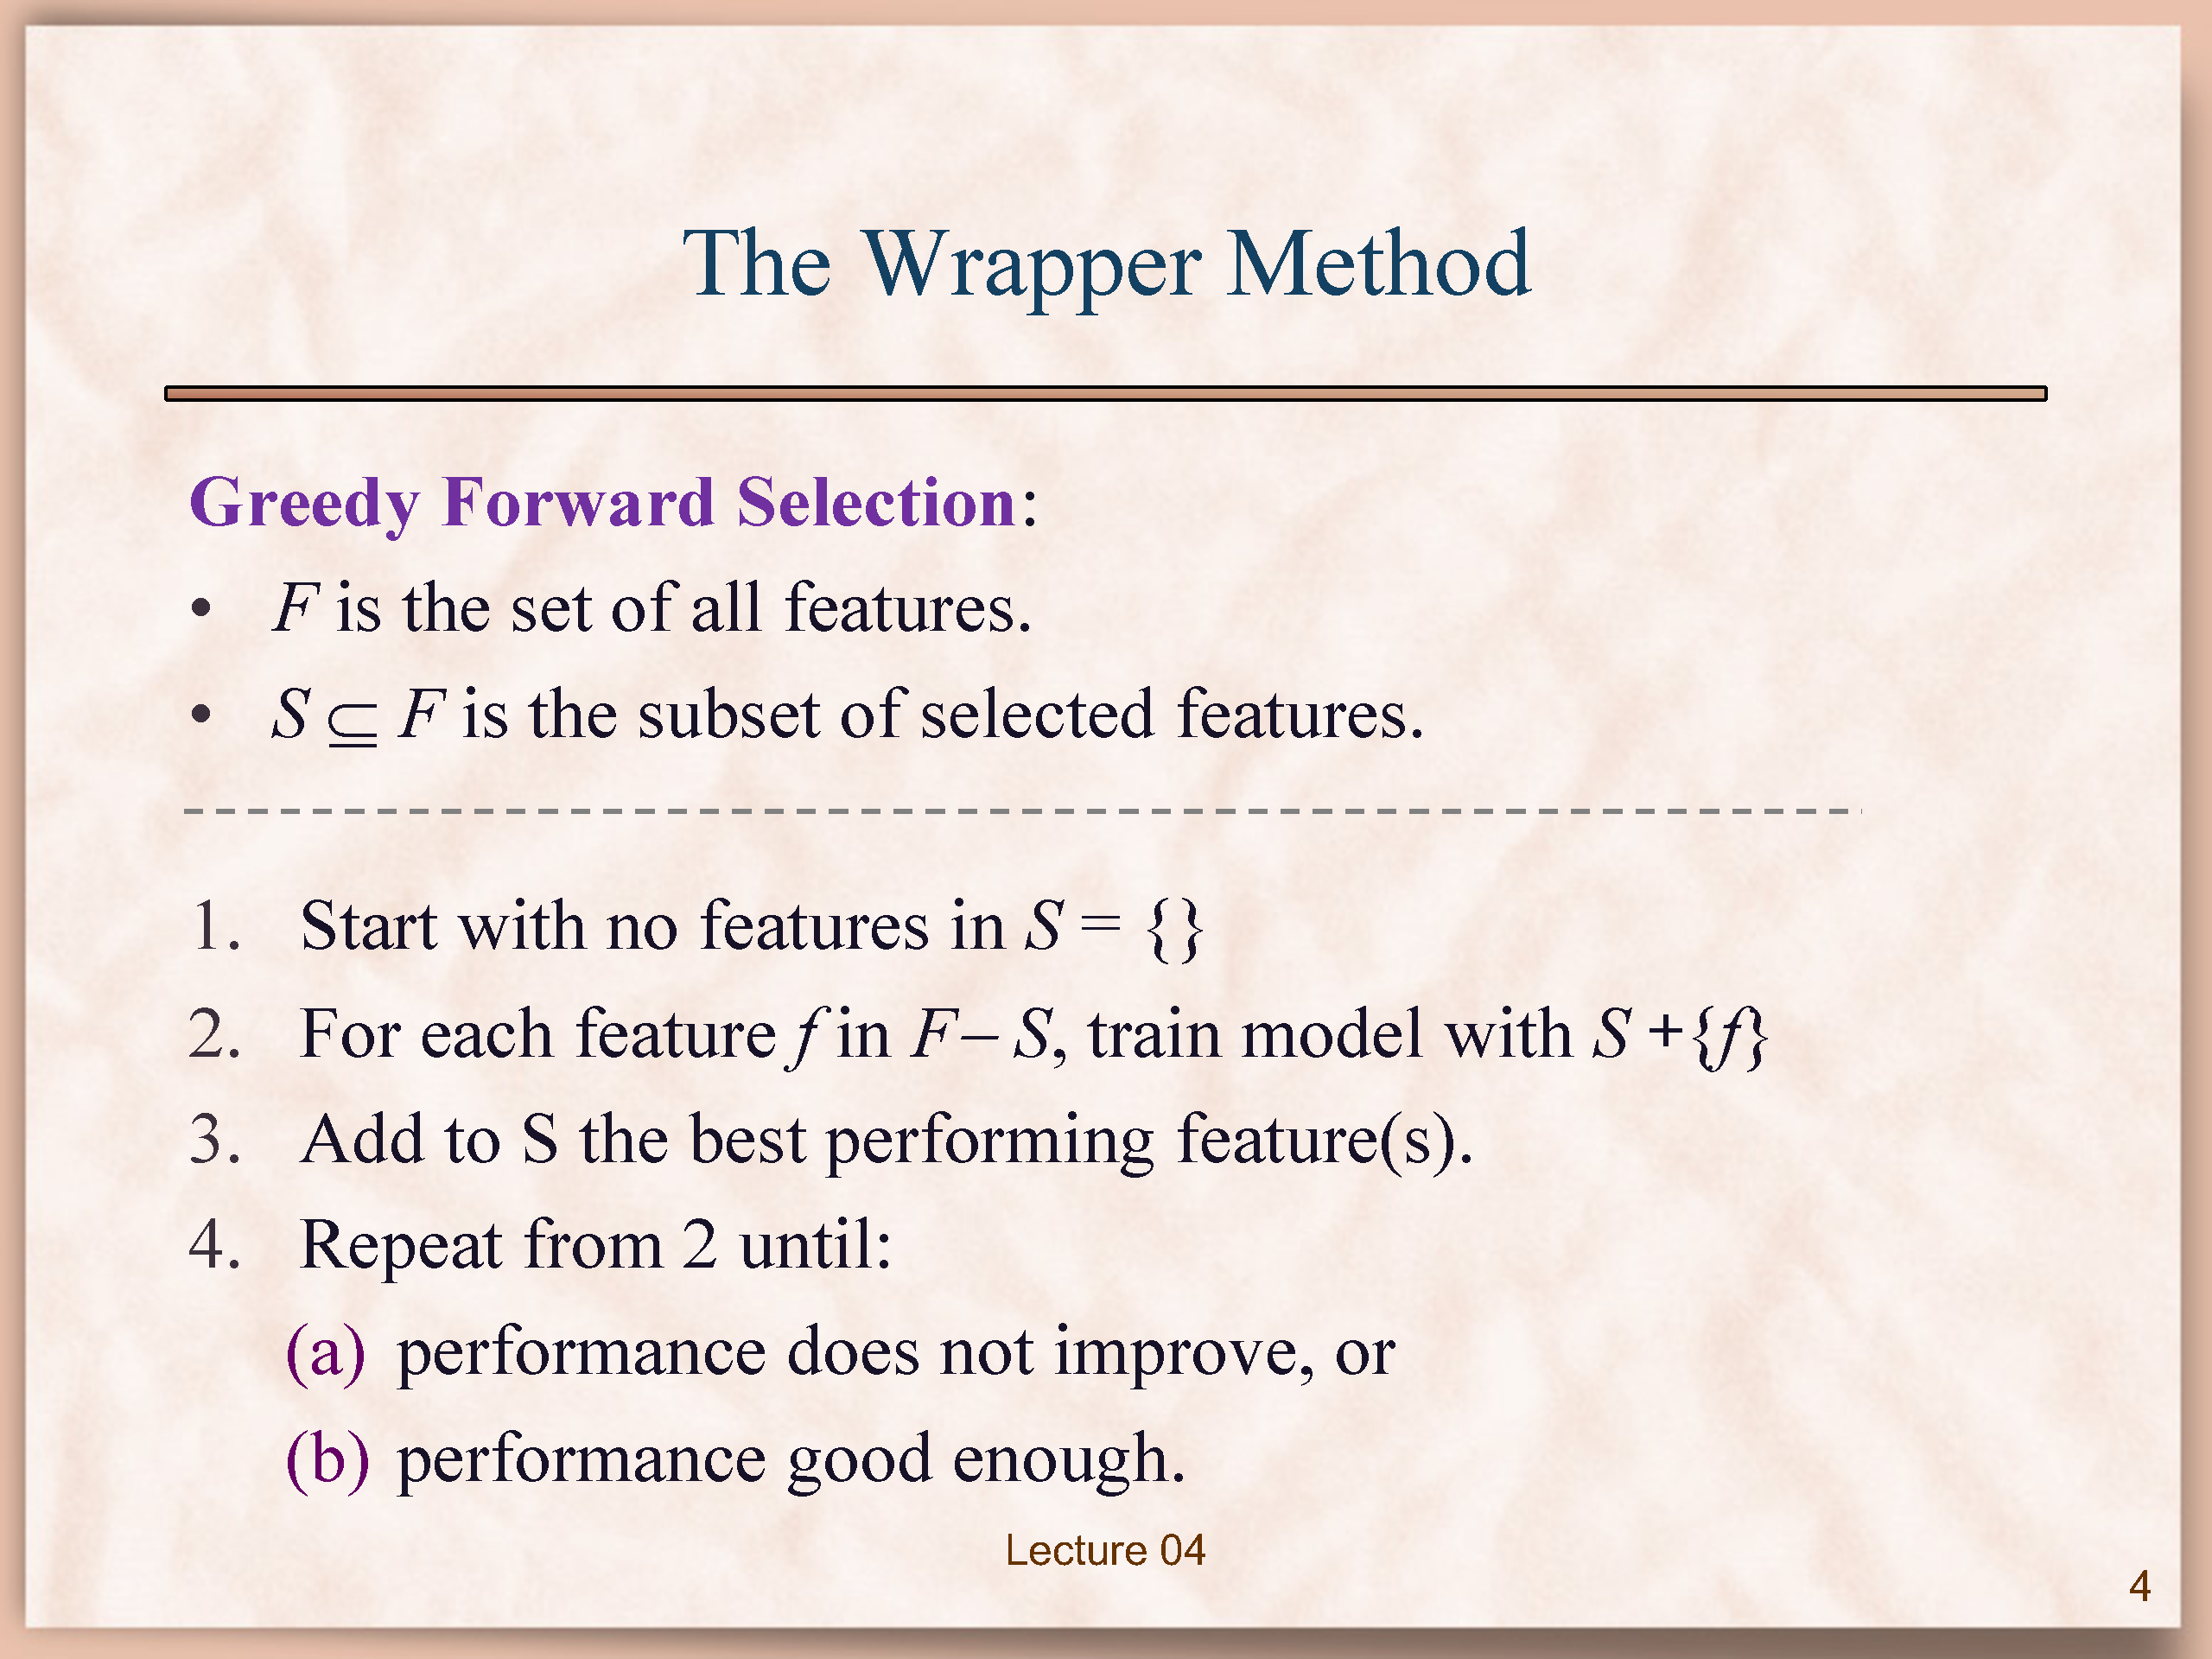 The Wrapper Method
Greedy Forward Selection:
• F is the set of all features.
• S ⊆ F is the subset of selected features.
1. Start with no features in S = {}
2. For each feature f in F – S, train model with S +{f}
3. Add to S the best performing feature(s).
4. Repeat from 2 until:
(a) performance does not improve, or
(b) performance good enough.
Lecture 04
4